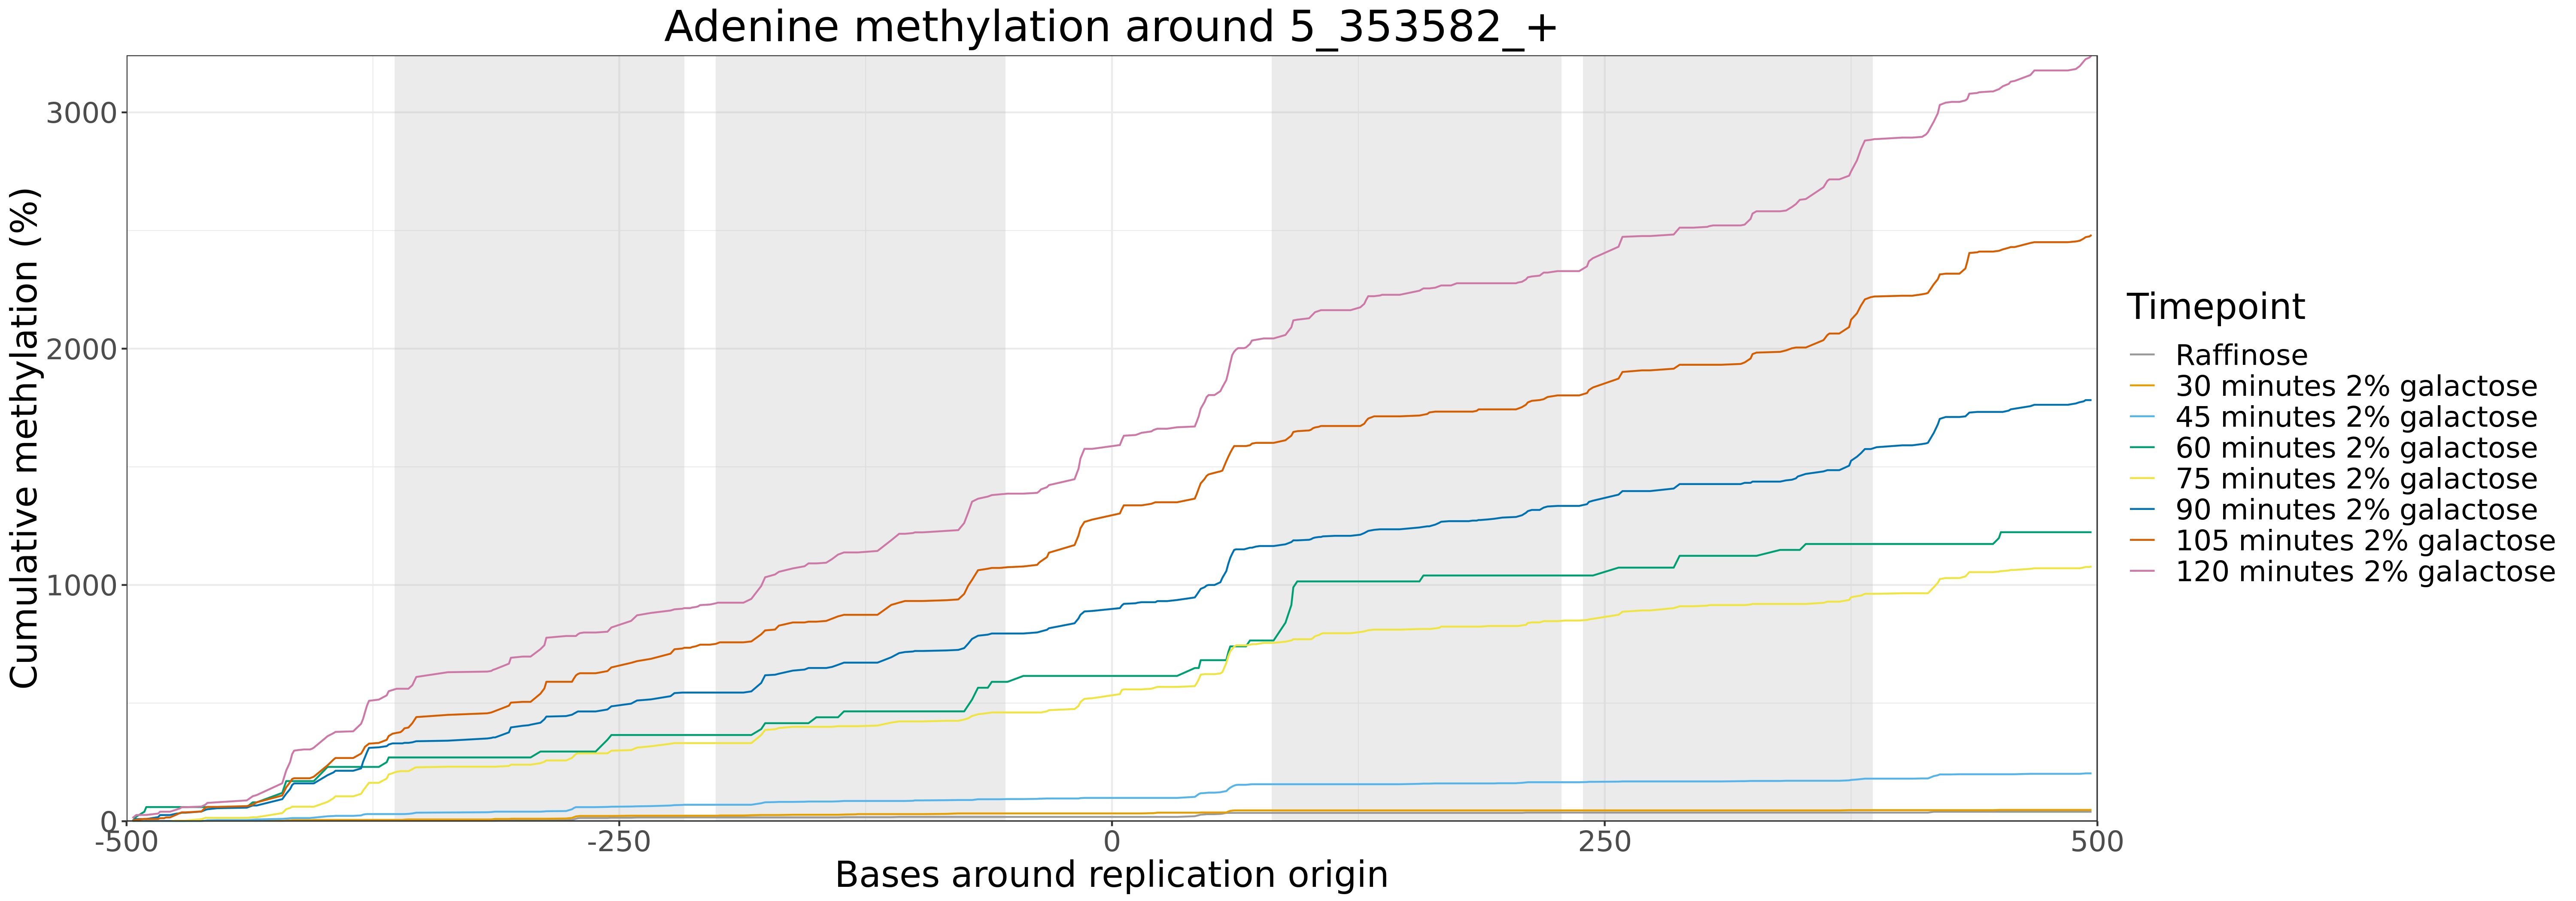 Adenine methylation around 5_353582_+
Cumulative methylation (%)
3000
2000
1000
0
-500
-250
0
250
500
Bases around replication origin
Timepoint
Raffinose
30 minutes 2% galactose
45 minutes 2% galactose
60 minutes 2% galactose
75 minutes 2% galactose
90 minutes 2% galactose
105 minutes 2% galactose
120 minutes 2% galactose